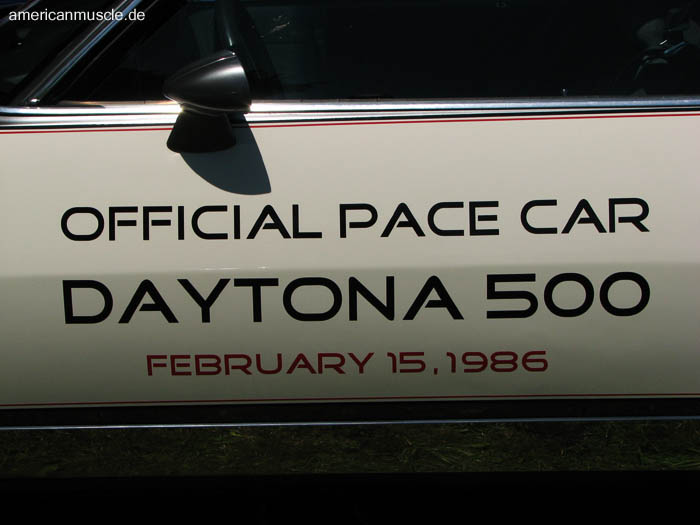 americanmuscle.de
OFFICIAL PACE CAR
DAYTONA 500
FEBRUARY 15, 1986